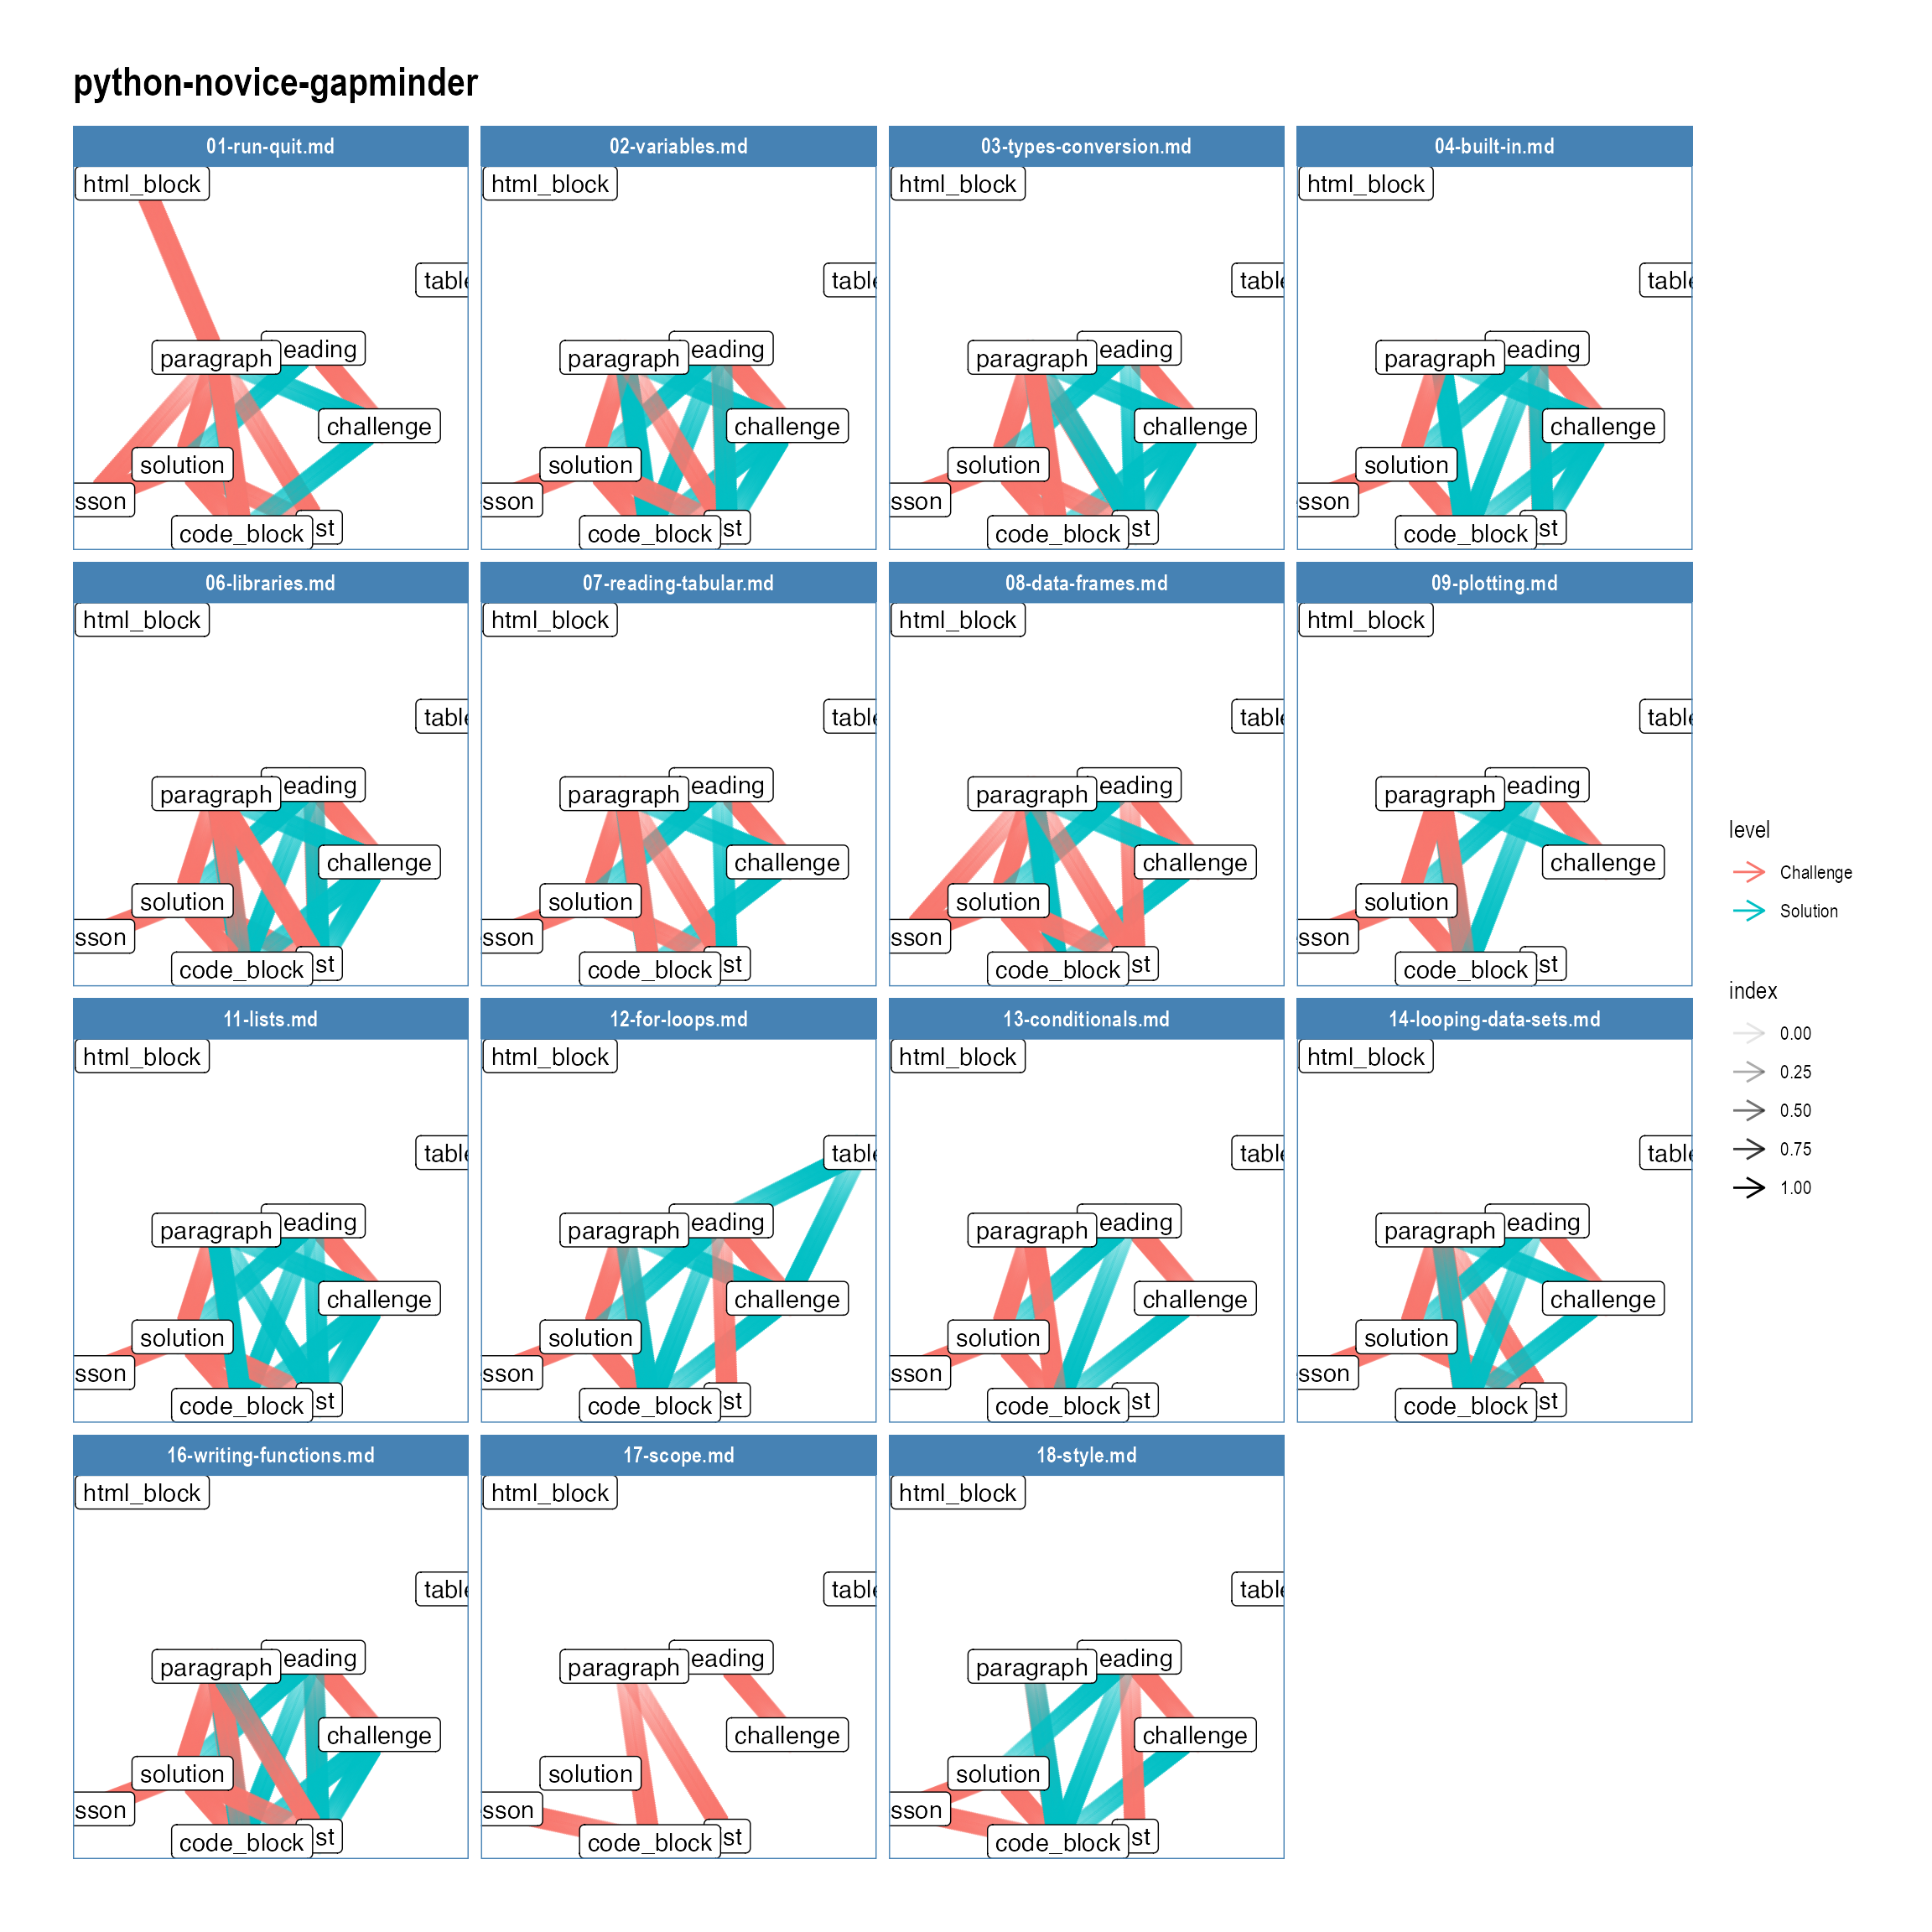 python-novice-gapminder
01-run-quit.md
html_block
table
paragraph
eading
challenge
solution
sson
code_block
st
02-variables.md
html_block
table
paragraph
eading
challenge
solution
sson
code_block
st
03-types-conversion.md
html_block
table
paragraph
eading
challenge
solution
sson
code_block
st
04-built-in.md
html_block
table
paragraph
eading
challenge
solution
sson
code_block
st
06-libraries.md
html_block
table
paragraph
eading
challenge
solution
sson
code_block
st
07-reading-tabular.md
html_block
table
paragraph
eading
challenge
solution
sson
code_block
st
08-data-frames.md
html_block
table
paragraph
eading
challenge
solution
sson
code_block
st
09-plotting.md
html_block
table
paragraph
eading
challenge
solution
sson
code_block
st
11-lists.md
html_block
table
paragraph
eading
challenge
solution
sson
code_block
st
12-for-loops.md
html_block
table
paragraph
eading
challenge
solution
sson
code_block
st
13-conditionals.md
html_block
table
paragraph
eading
challenge
solution
sson
code_block
st
14-looping-data-sets.md
html_block
table
paragraph
eading
challenge
solution
sson
code_block
st
16-writing-functions.md
html_block
table
paragraph
eading
challenge
solution
sson
code_block
st
17-scope.md
html_block
table
paragraph
eading
challenge
solution
sson
code_block
st
18-style.md
html_block
table
paragraph
eading
challenge
solution
sson
code_block
st
level
Challenge
Solution
index
0.00
0.25
0.50
0.75
1.00